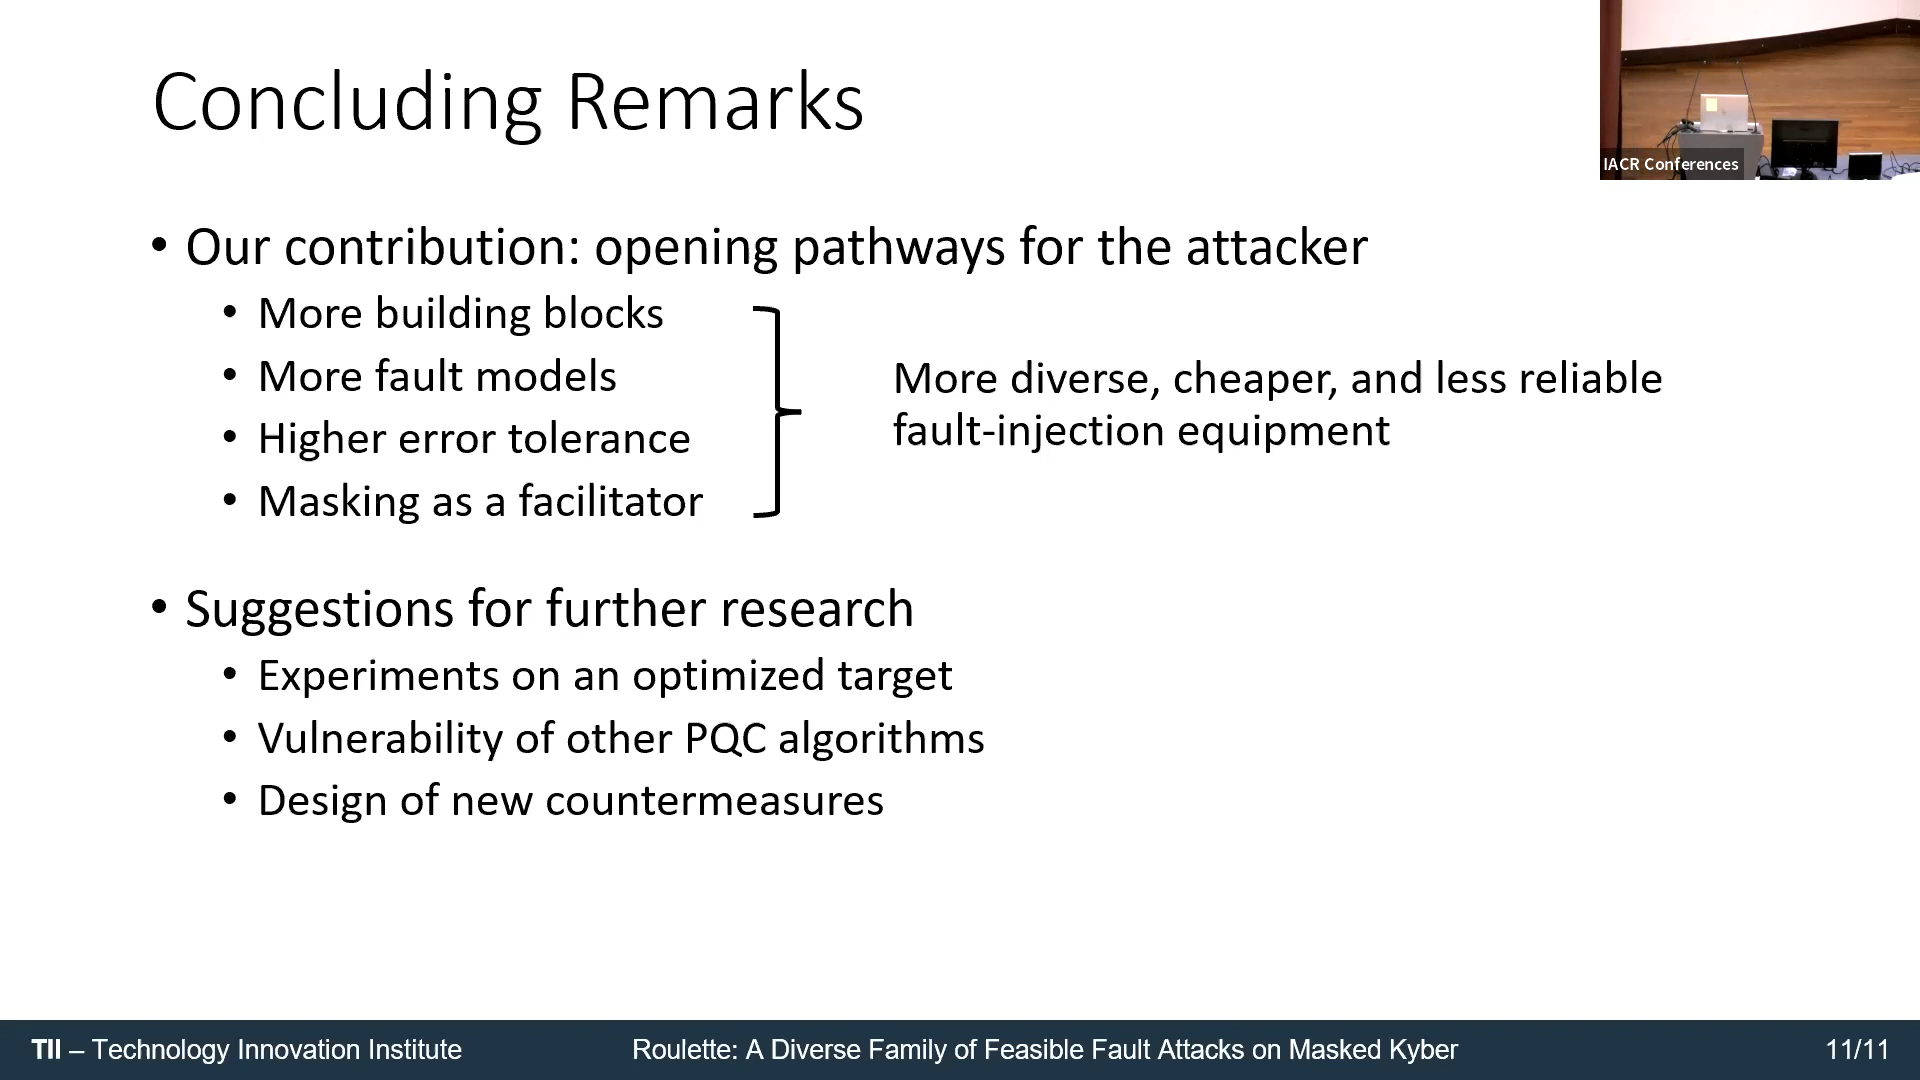 Concluding Remarks
IACR Conferences
• Our contribution: opening pathways for the attacker
• More building blocks
• More fault models
• Higher error tolerance
• Masking as a facilitator
More diverse, cheaper, and less reliable
fault-injection equipment
• Suggestions for further research
• Experiments on an optimized target
• Vulnerability of other PQC algorithms
• Design of new countermeasures
TII – Technology Innovation Institute
Roulette: A Diverse Family of Feasible Fault Attacks on Masked Kyber
11/11